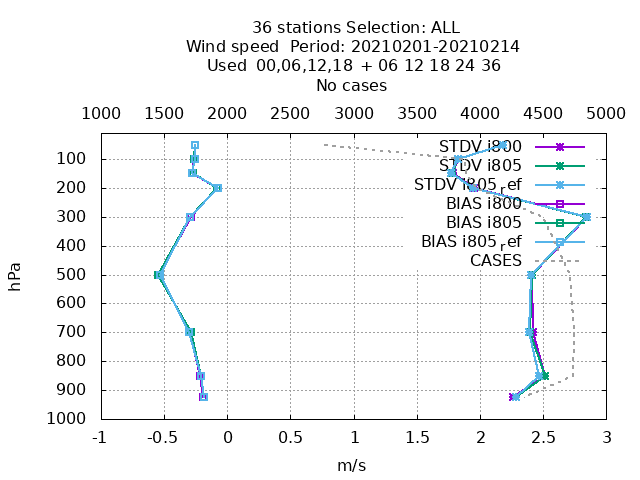 36 stations Selection: ALL
Wind speed  Period: 20210201-20210214
Used  00,06,12,18 + 06 12 18 24 36
No cases
1000 1500 2000 2500 3000 3500 4000 4500 5000
STDV i800
100
STDV i805
STDV i805ref
200
BIAS i800
300
BIAS i805
400
BIAS i805ref
CASES
500
hPa
600
700
800
900
1000
-1 -0.5 0 0.5 1 1.5 2 2.5 3
m/s